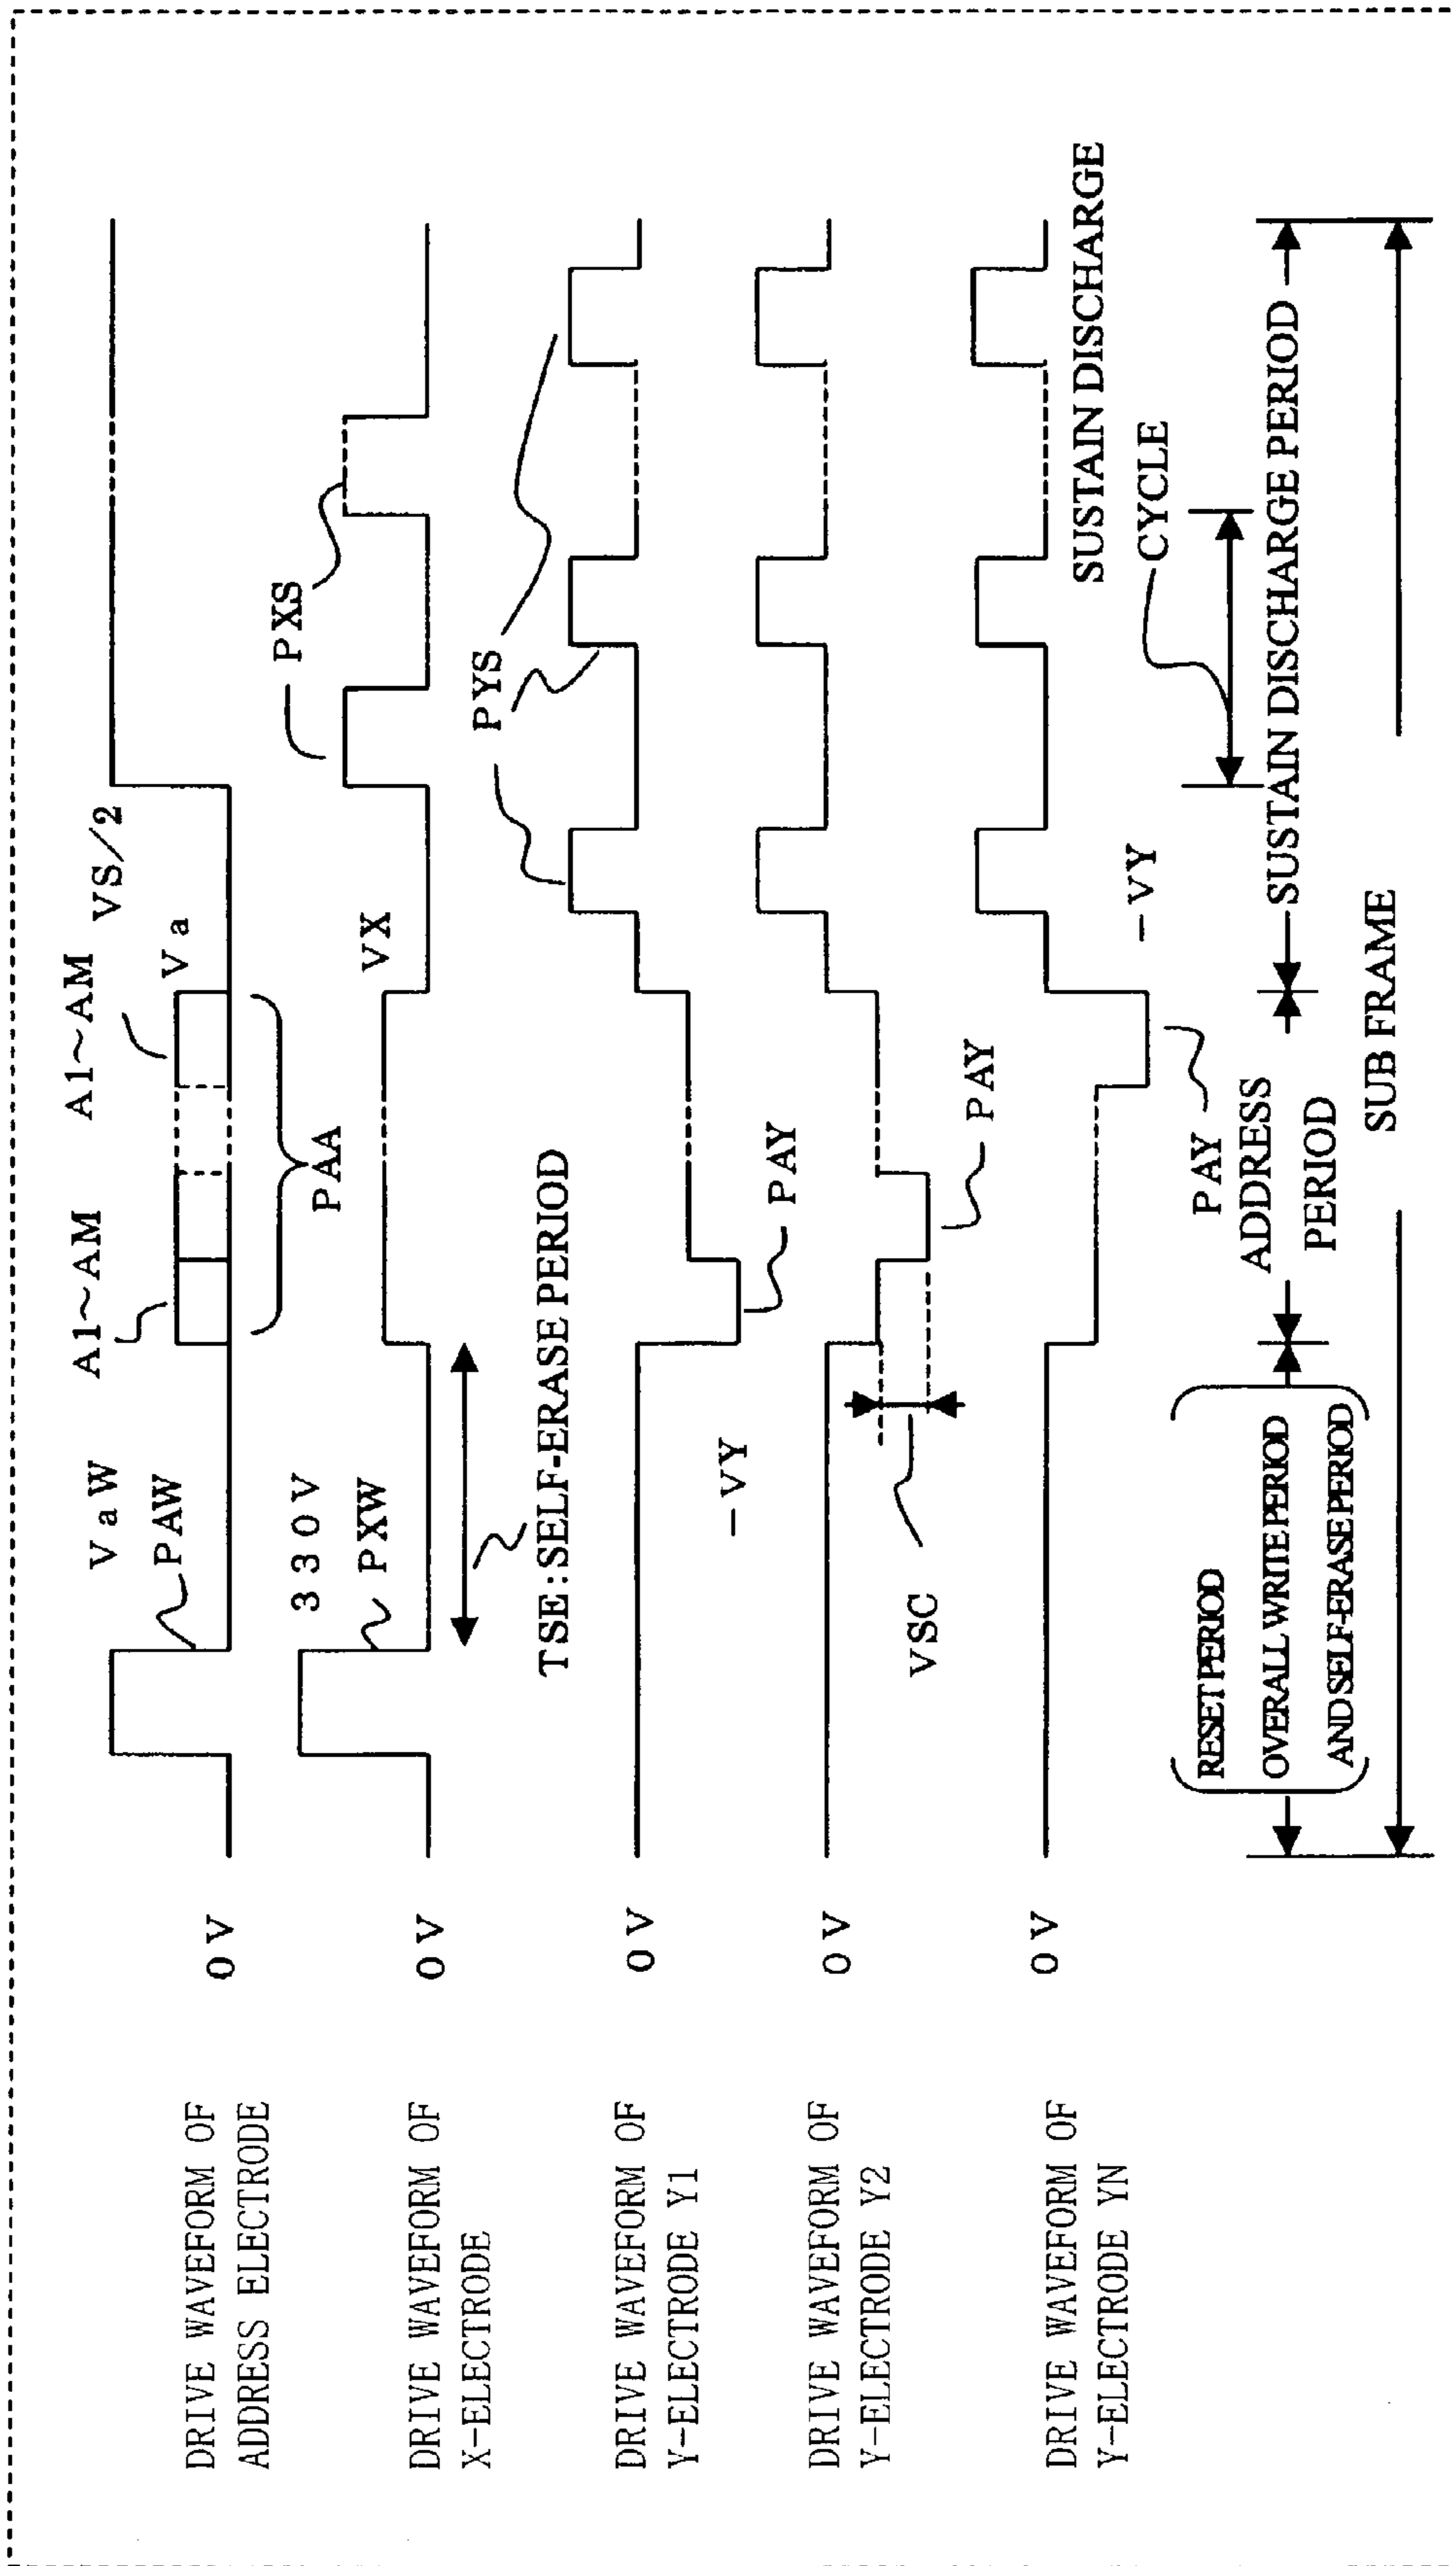 DRIVE WAVEFORM OF
ADDRESS ELECTRODE
0V
VaW
PAW
A1~AM
A1~AM
Va
VS/2
PAA
DRIVE WAVEFORM OF
X-ELECTRODE
0V
330V
PXW
VX
PXS
TSE:SELF-ERASE PERIOD
DRIVE WAVEFORM OF
Y-ELECTRODE Y1
0V
-VY
PAY
PYS
DRIVE WAVEFORM OF
Y-ELECTRODE Y2
0V
VSC
PAY
DRIVE WAVEFORM OF
Y-ELECTRODE YN
0V
-VY
PAY
SUSTAIN DISCHARGE
CYCLE
RESET PERIOD
OVERALL WRITE PERIOD
AND SELF-ERASE PERIOD
ADDRESS
PERIOD
SUSTAIN DISCHARGE PERIOD
SUB FRAME